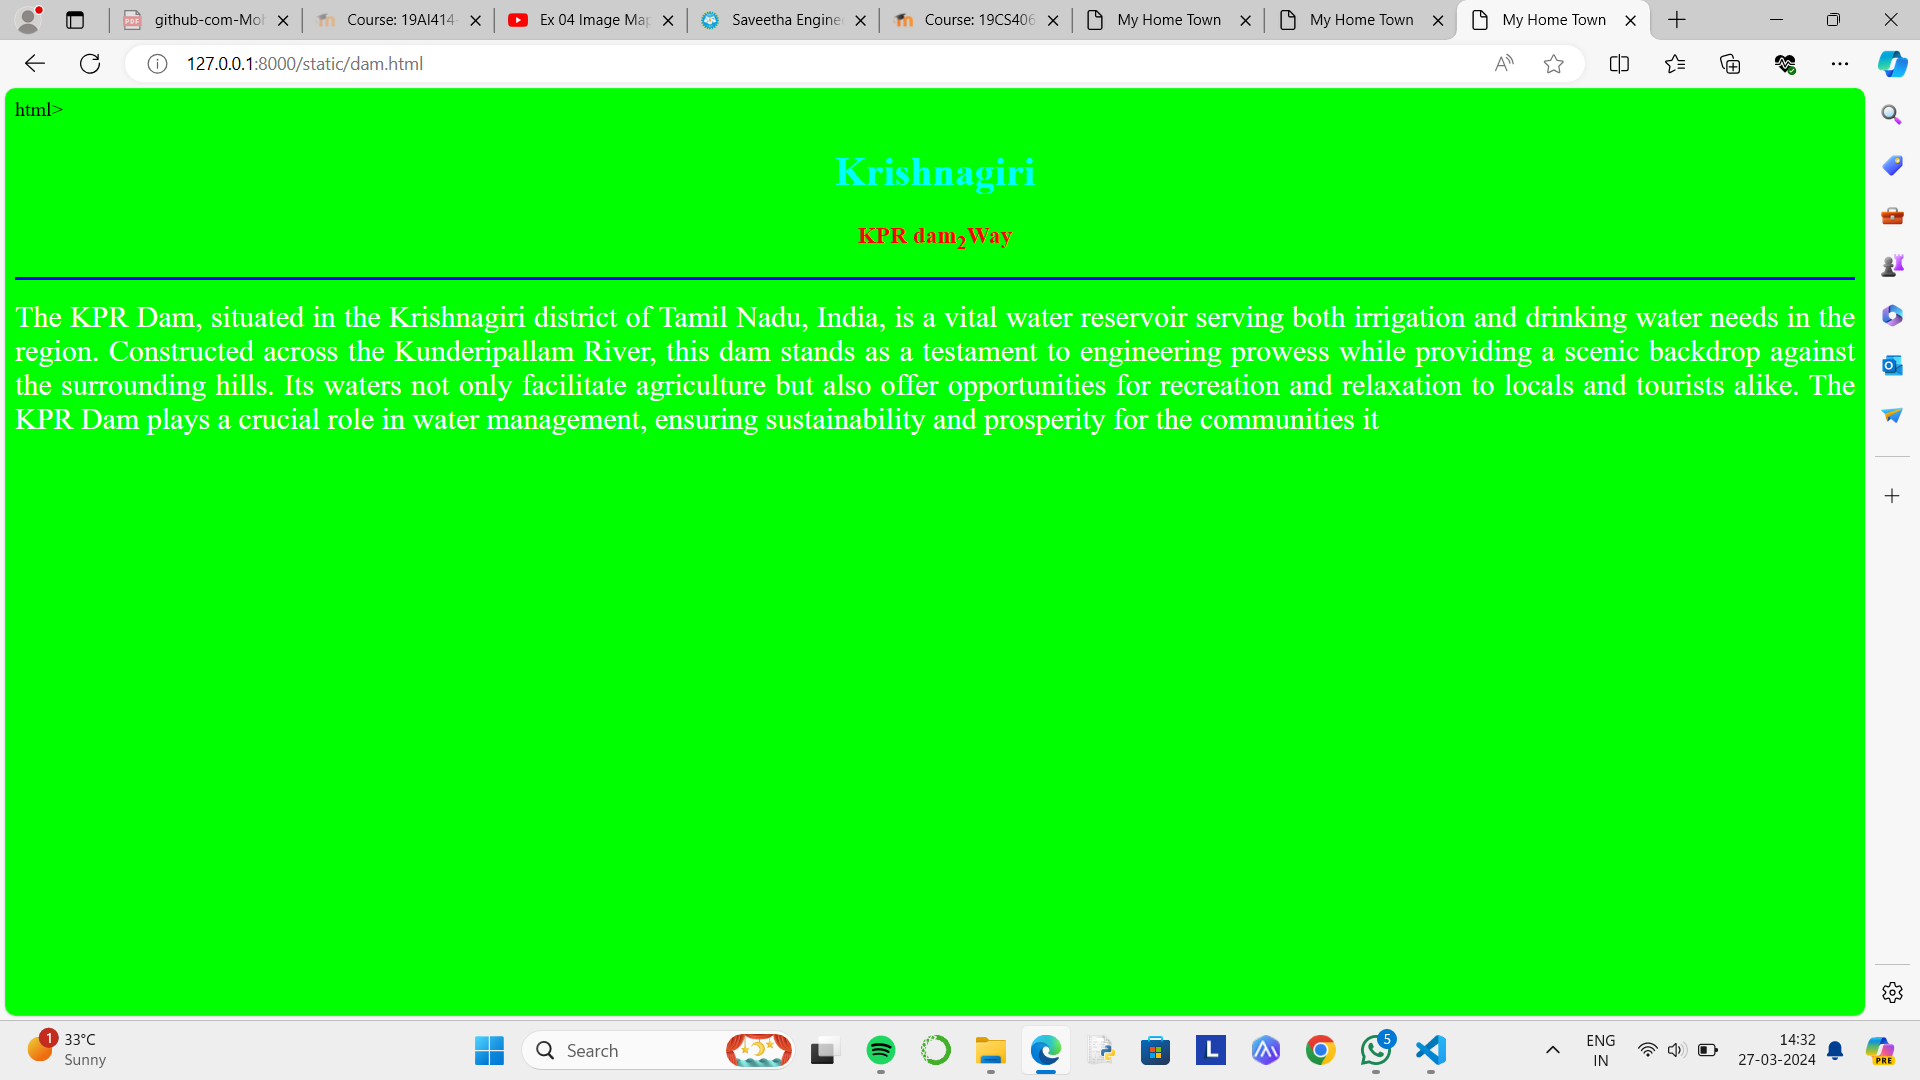 github-com-Moh
Course: 19AI414-
Ex 04 Image Map
Saveetha Engine
Course: 19CS406
My Home Town
My Home Town
My Home Town
127.0.0.1:8000/static/dam.html
html>
Krishnagiri
KPR dam2Way
The KPR Dam, situated in the Krishnagiri district of Tamil Nadu, India, is a vital water reservoir serving both irrigation and drinking water needs in the
region. Constructed across the Kunderipallam River, this dam stands as a testament to engineering prowess while providing a scenic backdrop against
the surrounding hills. Its waters not only facilitate agriculture but also offer opportunities for recreation and relaxation to locals and tourists alike. The
KPR Dam plays a crucial role in water management, ensuring sustainability and prosperity for the communities it
1
33°C
Sunny
Search
L
5
ENG
IN
14:32
27-03-2024
PRE